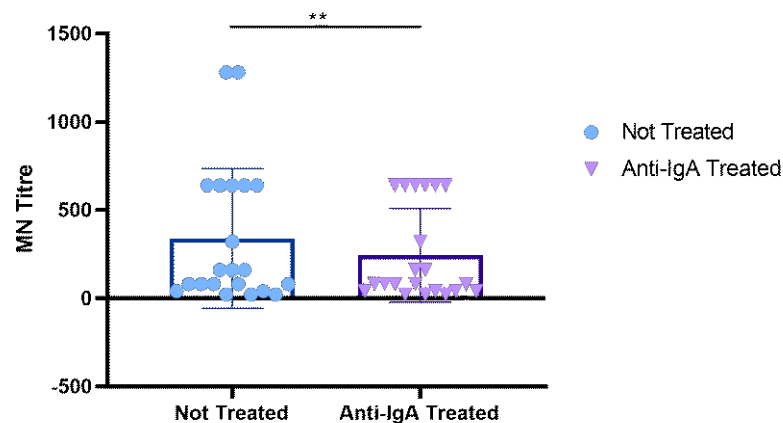 **
1500
1000
500
0
-500
MN Titre
Not Treated
Anti-IgA Treated
Not Treated
Anti-IgA Treated